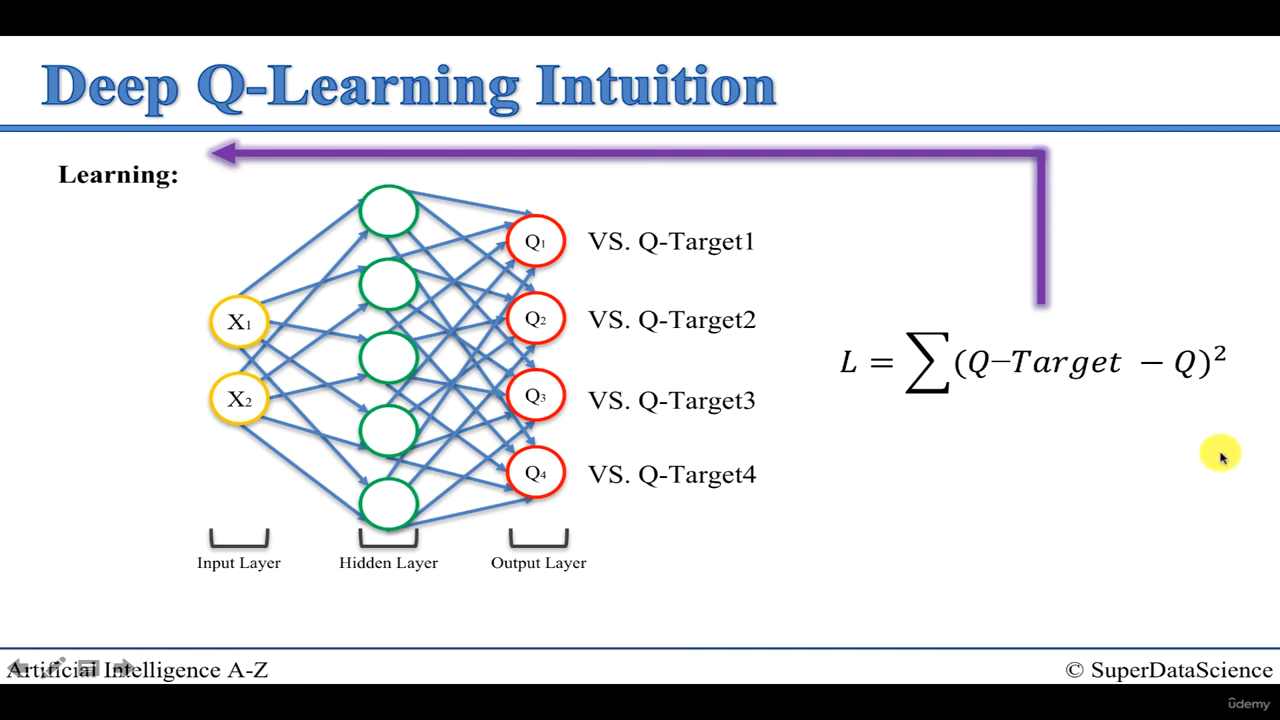 Deep Q-Learning Intuition
Learning:
X1
X2
Q1
Q2
Q3
Q4
VS. Q-Target1
VS. Q-Target2
VS. Q-Target3
VS. Q-Target4
L = ∑(Q−Target − Q)²
Input Layer
Hidden Layer
Output Layer
Artificial Intelligence A-Z
© SuperDataScience
ûdemy